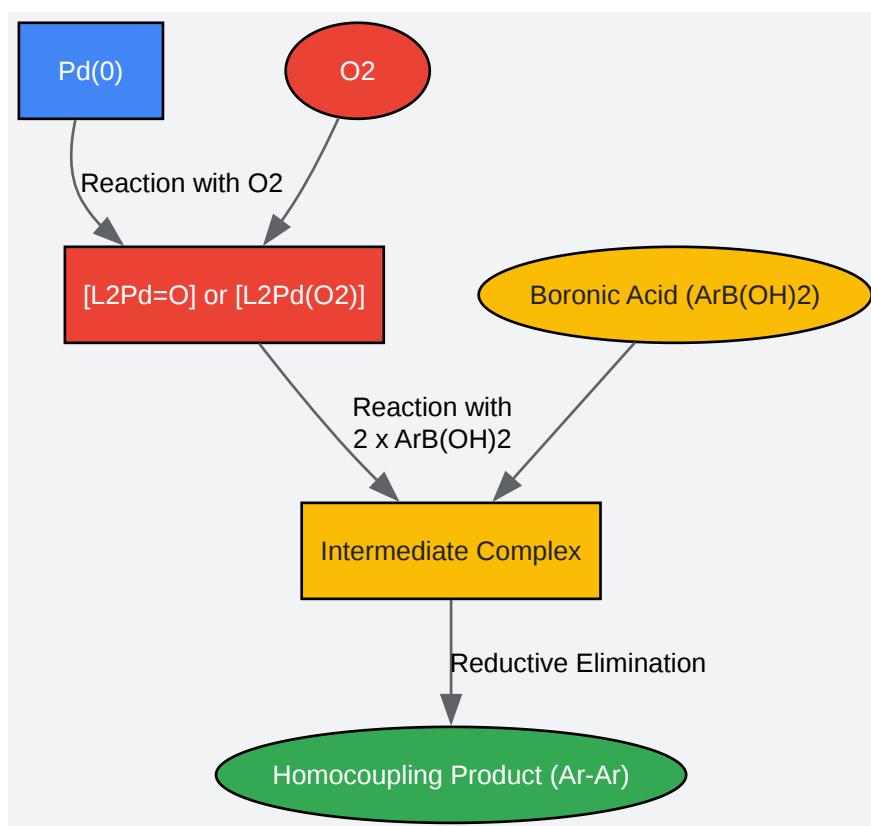 Pd(0)
O2
Reaction with O2
[L2Pd=O] or [L2Pd(O2)]
Boronic Acid (ArB(OH)2)
Reaction with
2 x ArB(OH)2
Intermediate Complex
Reductive Elimination
Homocoupling Product (Ar-Ar)